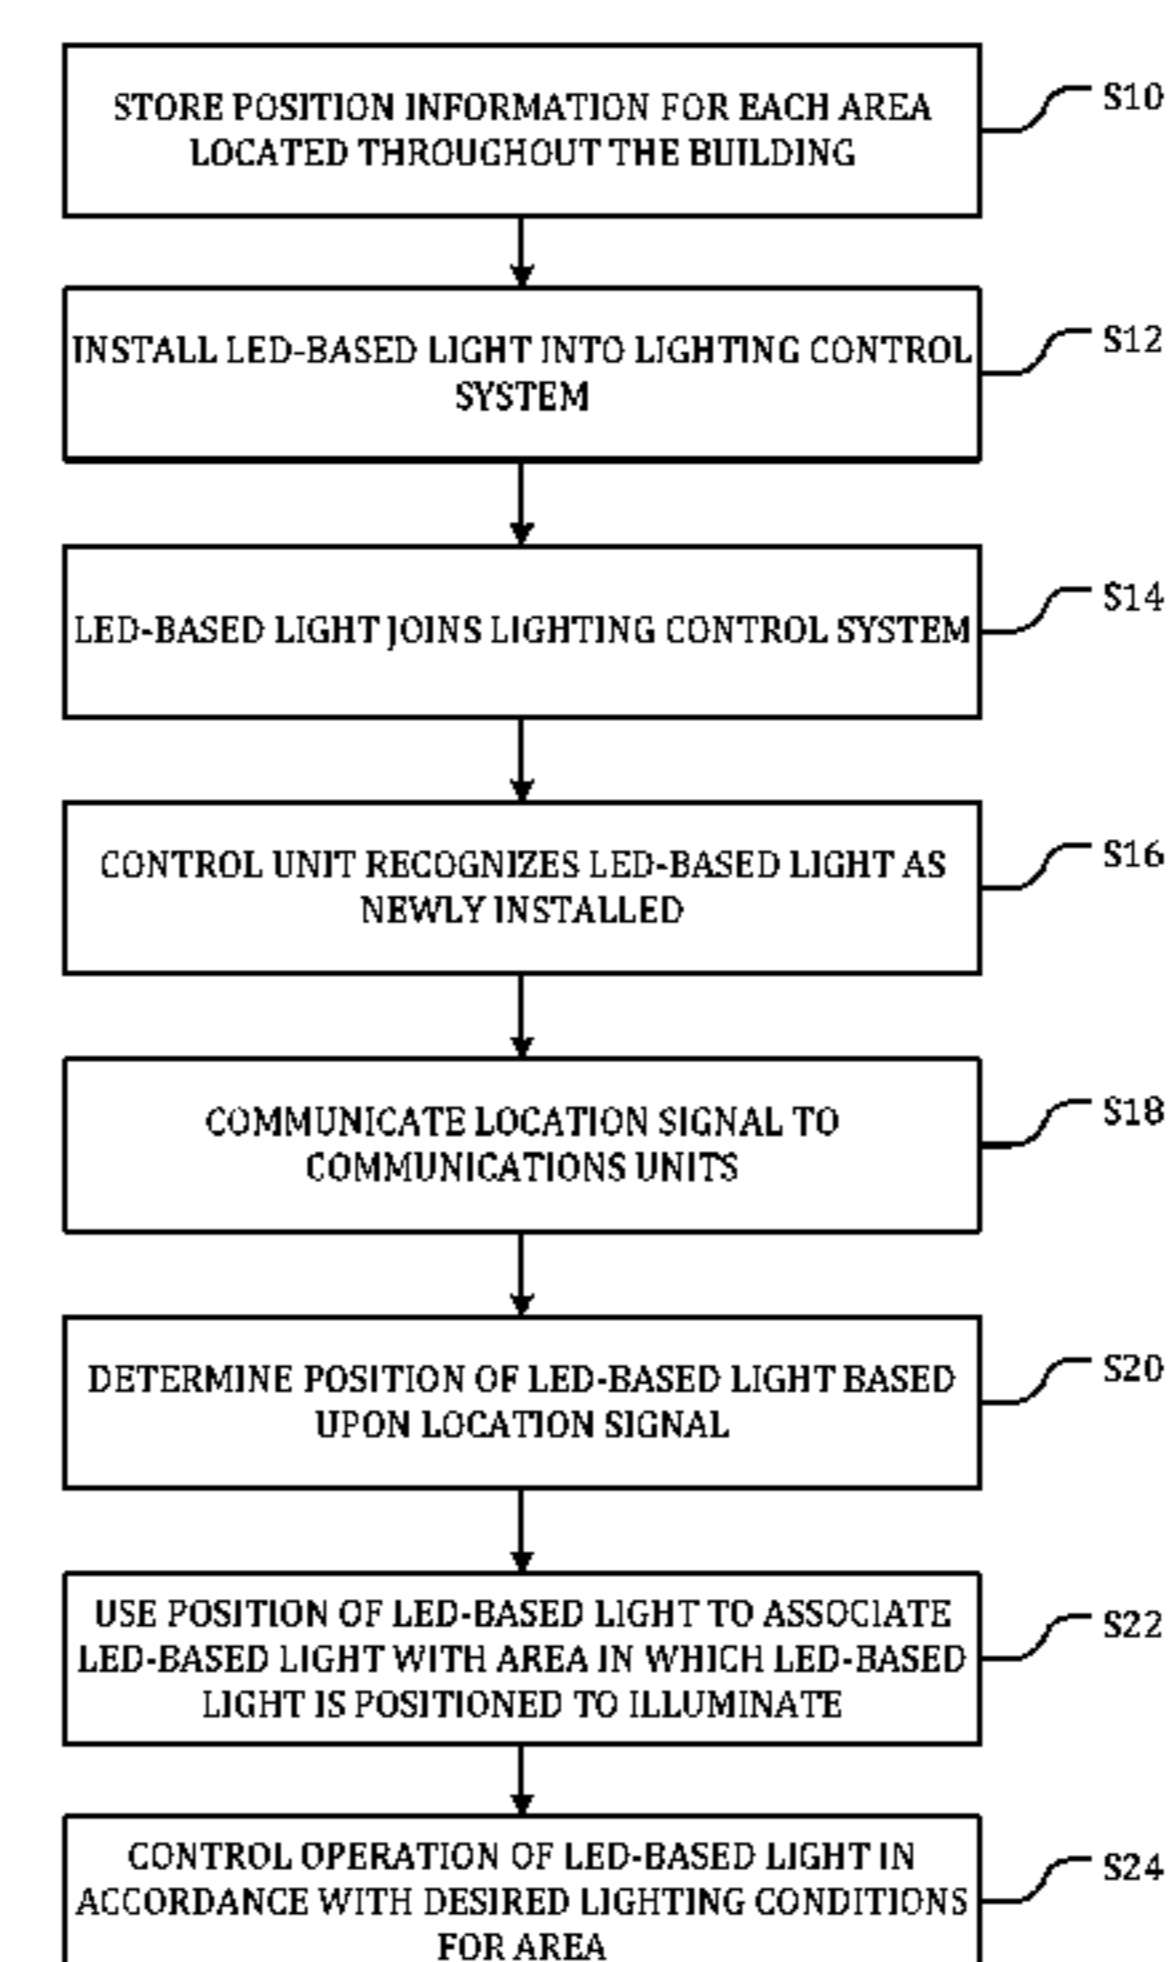 STORE POSITION INFORMATION FOR EACH AREA
LOCATED THROUGHOUT THE BUILDING
S10
INSTALL LED-BASED LIGHT INTO LIGHTING CONTROL
SYSTEM
S12
LED-BASED LIGHT JOINS LIGHTING CONTROL SYSTEM
S14
CONTROL UNIT RECOGNIZES LED-BASED LIGHT AS
NEWLY INSTALLED
S16
COMMUNICATE LOCATION SIGNAL TO
COMMUNICATIONS UNITS
S18
DETERMINE POSITION OF LED-BASED LIGHT BASED
UPON LOCATION SIGNAL
S20
USE POSITION OF LED-BASED LIGHT TO ASSOCIATE
LED-BASED LIGHT WITH AREA IN WHICH LED-BASED
LIGHT IS POSITIONED TO ILLUMINATE
S22
CONTROL OPERATION OF LED-BASED LIGHT IN
ACCORDANCE WITH DESIRED LIGHTING CONDITIONS
FOR AREA
S24